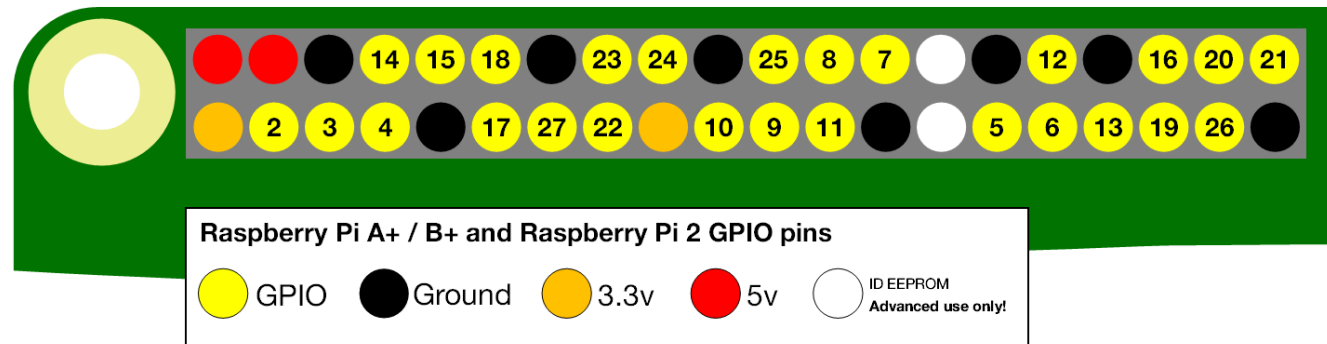 14 15 18 23 24 25 8 7 12 16 20 21
2 3 4 17 27 22 10 9 11 5 6 13 19 26
Raspberry Pi A+ / B+ and Raspberry Pi 2 GPIO pins
GPIO Ground 3.3v 5v ID EEPROM
Advanced use only!